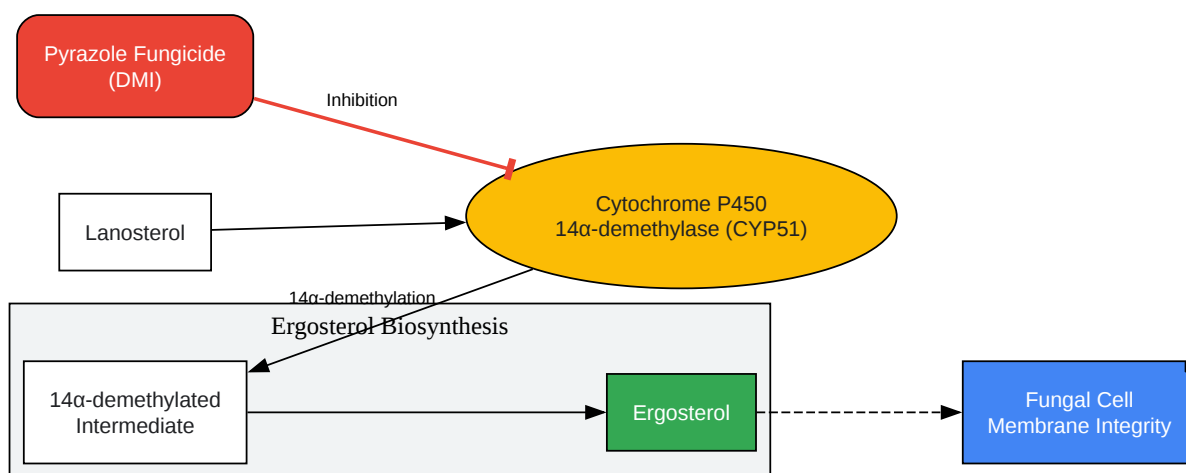 Pyrazole Fungicide
(DMI)
Inhibition
Lanosterol
Cytochrome P450
14α-demethylase (CYP51)
14α-demethylation
Ergosterol Biosynthesis
14α-demethylated
Intermediate
Ergosterol
Fungal Cell
Membrane Integrity